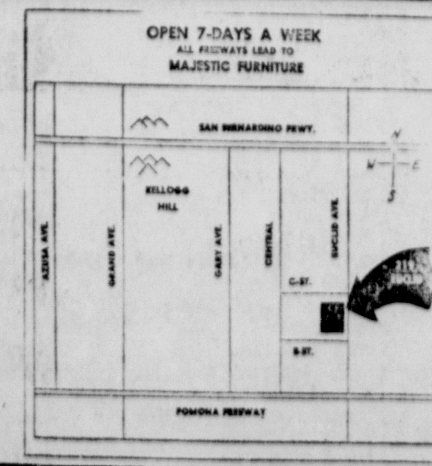 OPEN 7-DAYS A WEEK
ALL FREEWAYS LEAD TO
MAJESTIC FURNITURE
SAN BERNARDINO FRWY.
N
W E
S
KELLOGG
HILL
AZUSA AVE.
GRAND AVE.
GARY AVE.
CENTRAL
EUCLID AVE.
C-ST.
B-ST.
POMONA FREEWAY